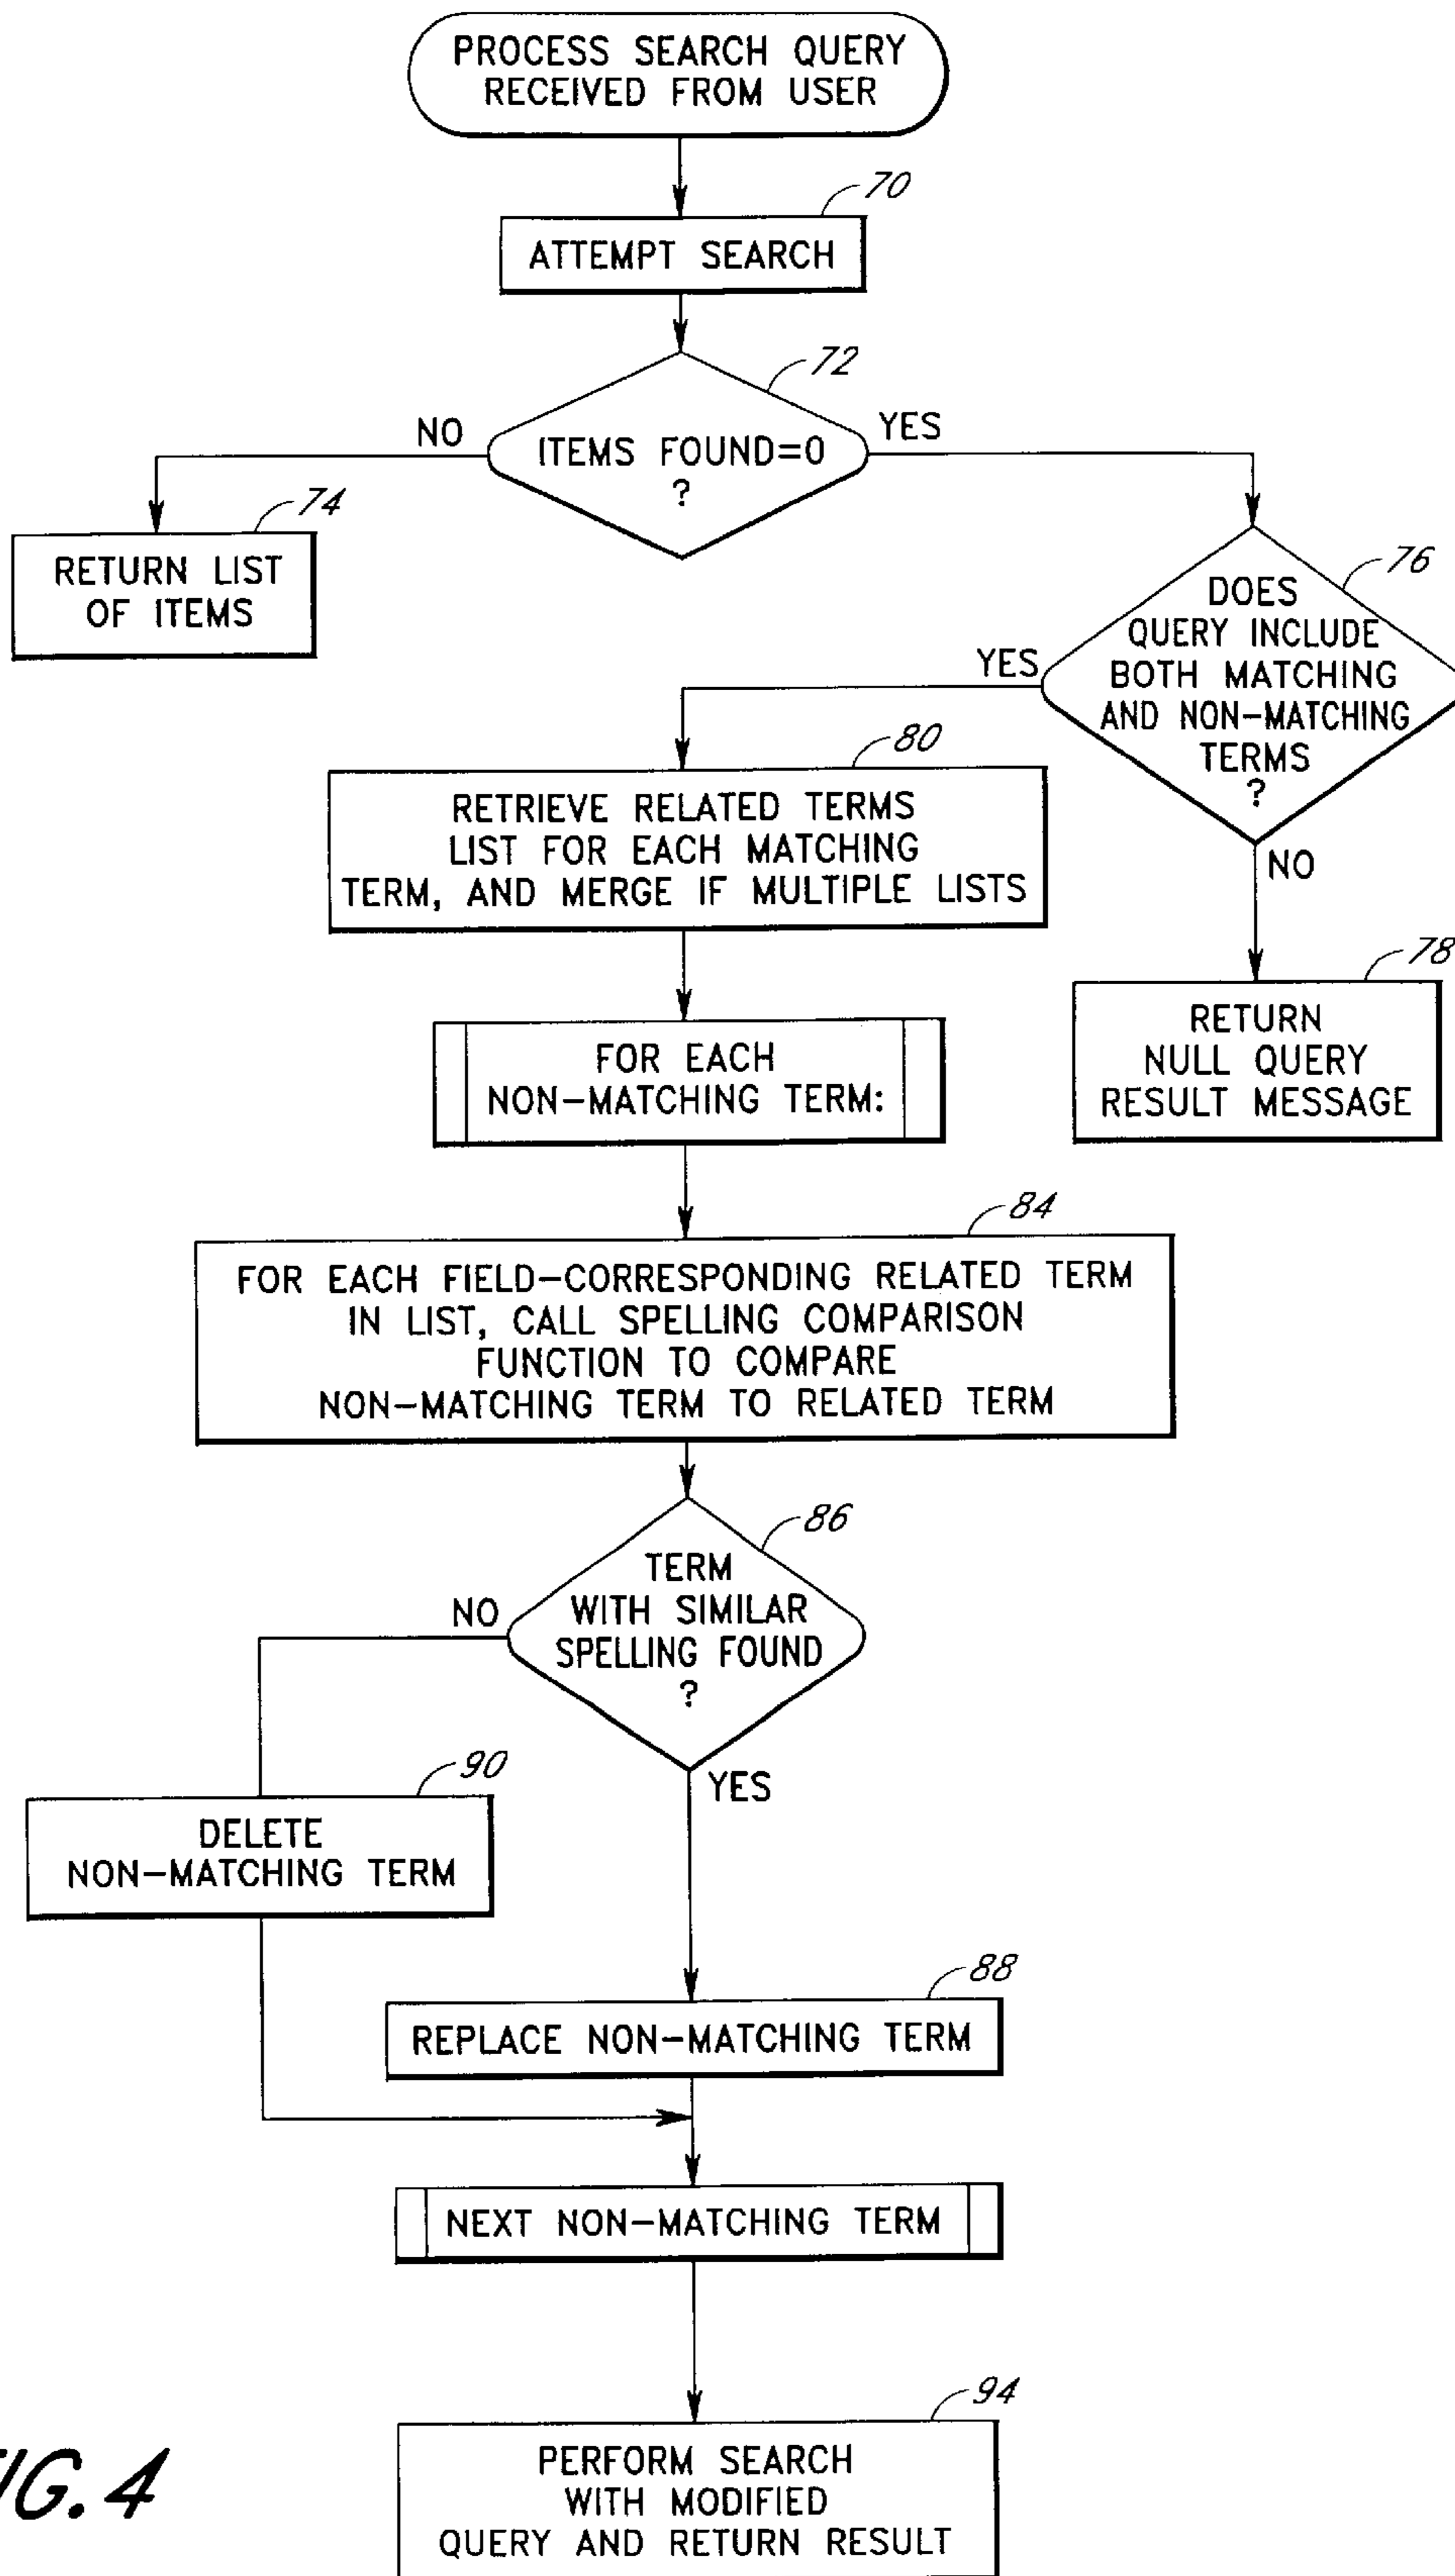 PROCESS SEARCH QUERY
RECEIVED FROM USER
70
ATTEMPT SEARCH
72
ITEMS FOUND=0
?
NO
YES
74
RETURN LIST
OF ITEMS
76
DOES
QUERY INCLUDE
BOTH MATCHING
AND NON-MATCHING
TERMS
?
YES
NO
80
RETRIEVE RELATED TERMS
LIST FOR EACH MATCHING
TERM, AND MERGE IF MULTIPLE LISTS
78
RETURN
NULL QUERY
RESULT MESSAGE
FOR EACH
NON-MATCHING TERM:
84
FOR EACH FIELD-CORRESPONDING RELATED TERM
IN LIST, CALL SPELLING COMPARISON
FUNCTION TO COMPARE
NON-MATCHING TERM TO RELATED TERM
86
TERM
WITH SIMILAR
SPELLING FOUND
?
NO
YES
90
DELETE
NON-MATCHING TERM
88
REPLACE NON-MATCHING TERM
NEXT NON-MATCHING TERM
94
PERFORM SEARCH
WITH MODIFIED
QUERY AND RETURN RESULT
IG. 4